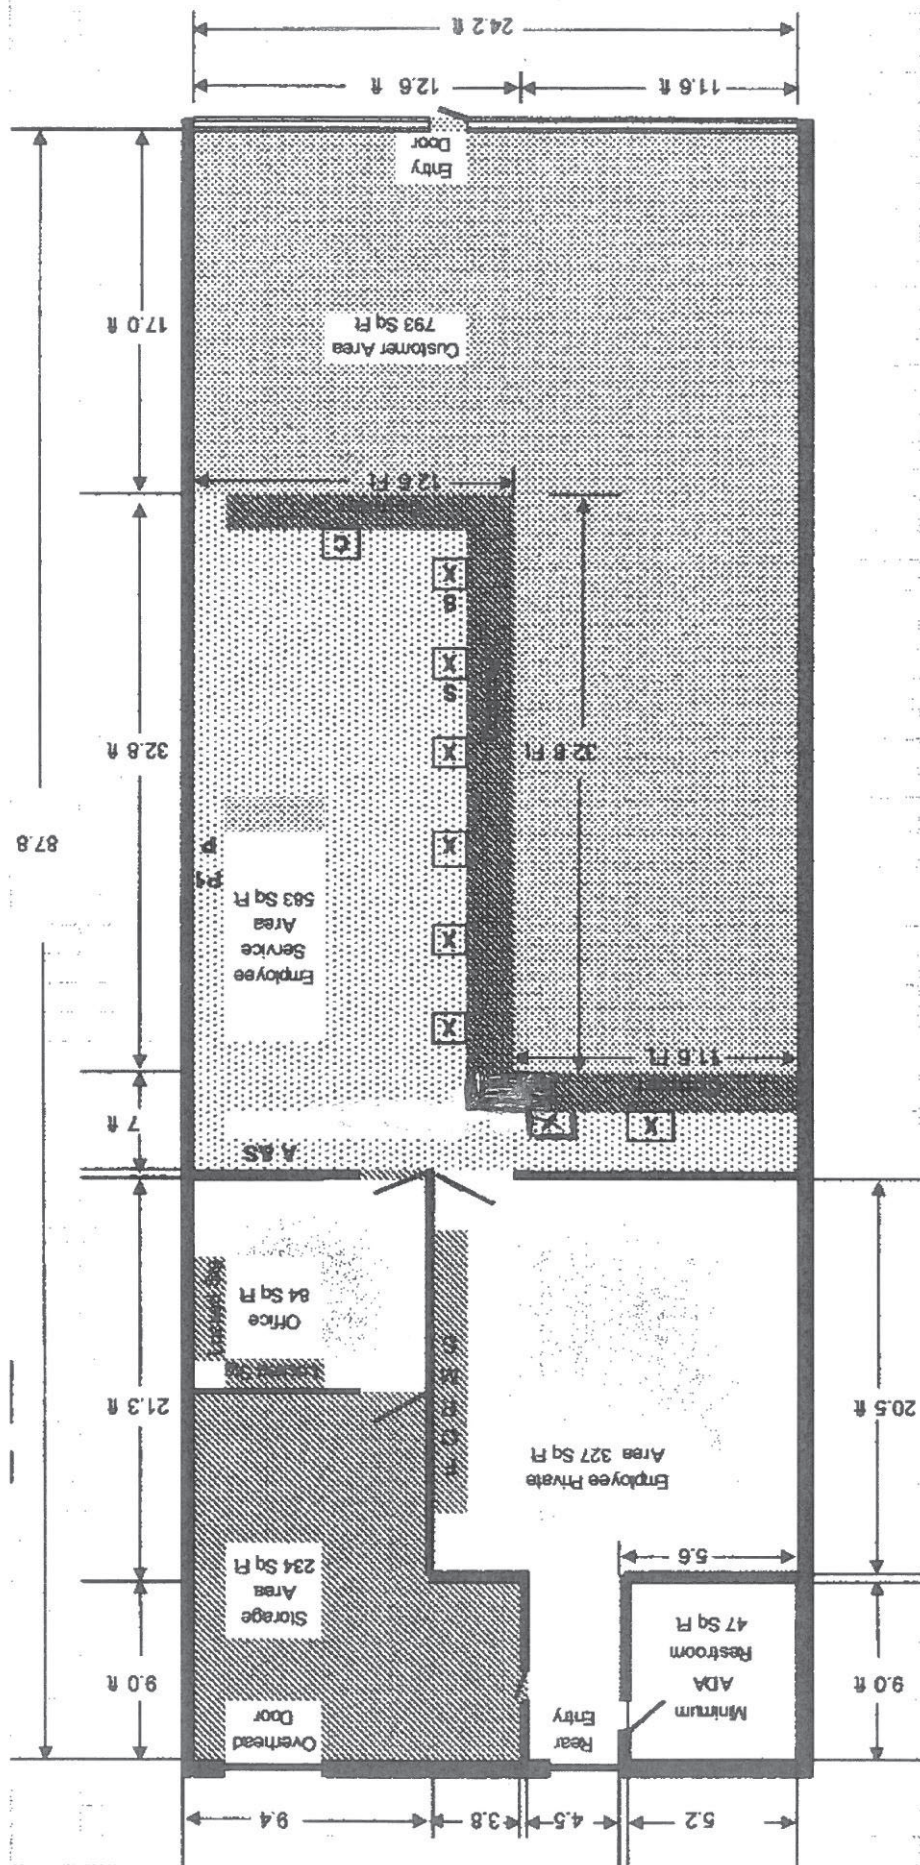 5.2
4.5
3.8
9.4
Minimum
ADA
Restroom
47 Sq Ft
Rear
Entry
Overhead
Door
9.0 ft
9.0 ft
Storage
Area
234 Sq Ft
5.6
Employee Private
Area 327 Sq Ft
20.5 ft
21.3 ft
Office
84 Sq Ft
A & S
7 ft
X
X
11.6 Ft.
X
X
X
X
S
X
S
X
C
Employee
Service
Area
583 Sq Ft
P1
P
87.8
32.8 Ft
32.8 ft
12.6 Ft
Customer Area
793 Sq Ft
17.0 ft
Entry
Door
11.6 ft
12.6 ft
24.2 ft